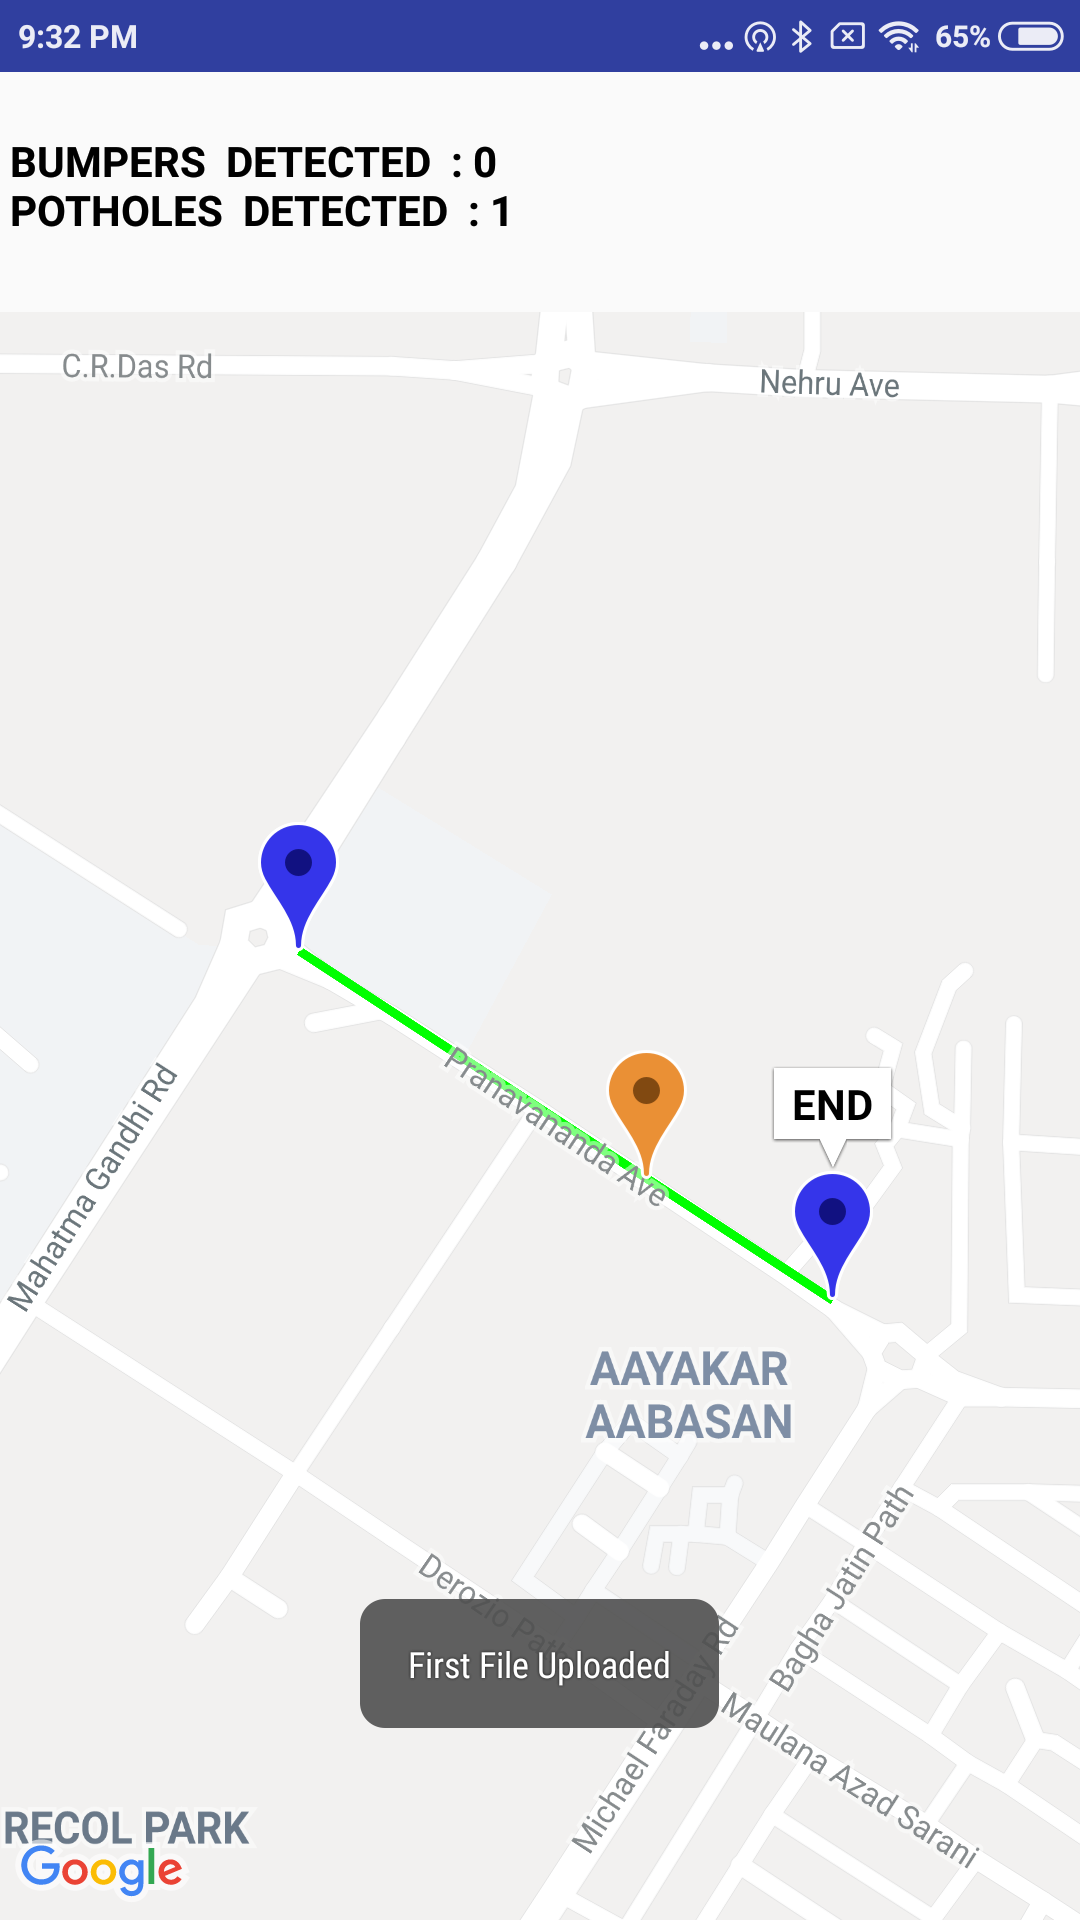 9:32 PM
65%
BUMPERS DETECTED : 0
POTHOLES DETECTED : 1
C.R.Das Rd
Nehru Ave
Mahatma Gandhi Rd
Pranavananda Ave
END
AAYAKAR
AABASAN
Derozio Path
First File Uploaded
Bagha Jatin Path
Michael Faraday Rd
Maulana Azad Sarani
RECOL PARK
Google